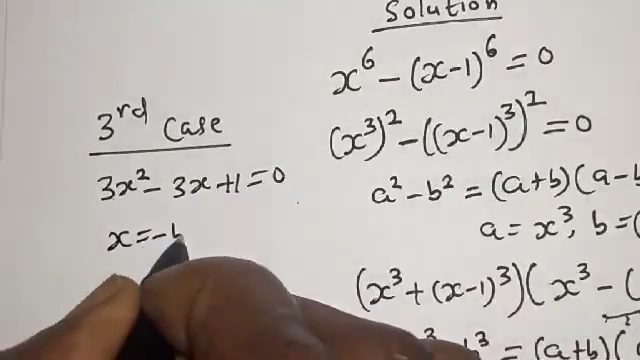 Solution
x⁶ - (x-1)⁶ = 0
(x³)² - ((x-1)³)² = 0
a² - b² = (a+b)(a-b
a = x³, b = (
(x³ + (x-1)³)(x³ - (
= (a+b)(
3rd Case
3x² - 3x + 1 = 0
x = -b